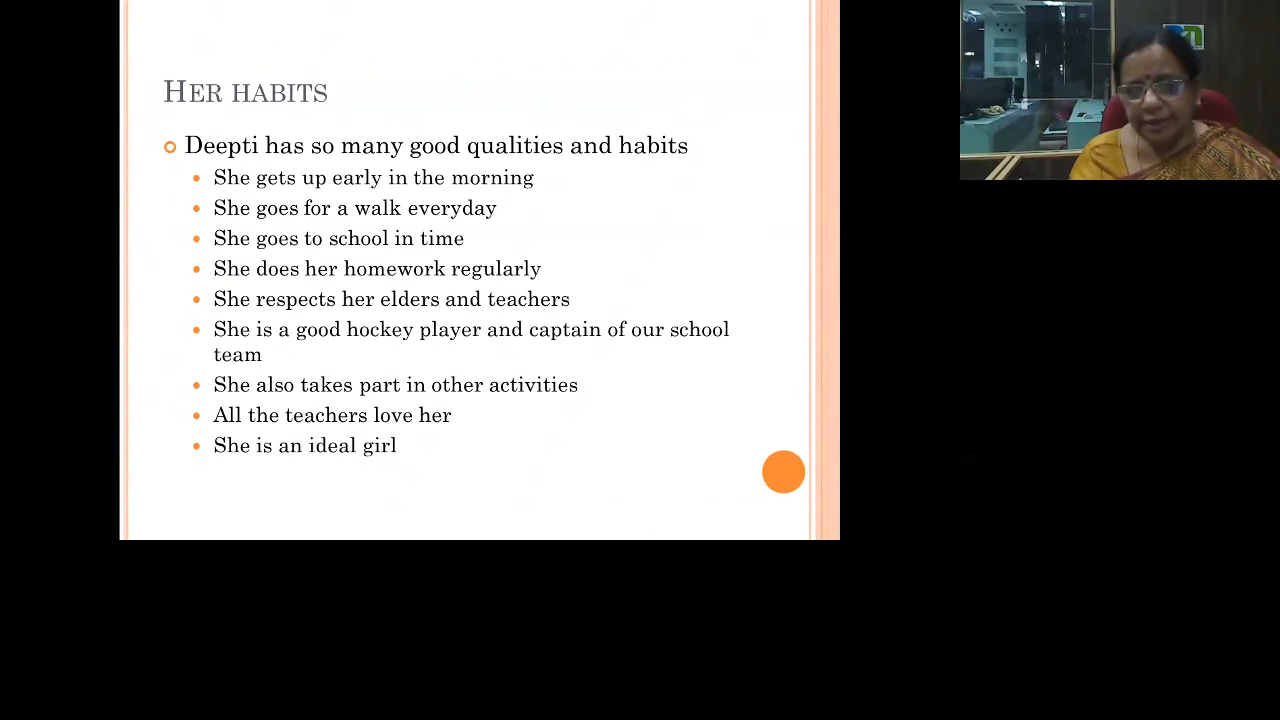 HER HABITS
Deepti has so many good qualities and habits
She gets up early in the morning
She goes for a walk everyday
She goes to school in time
She does her homework regularly
She respects her elders and teachers
She is a good hockey player and captain of our school
team
She also takes part in other activities
All the teachers love her
She is an ideal girl